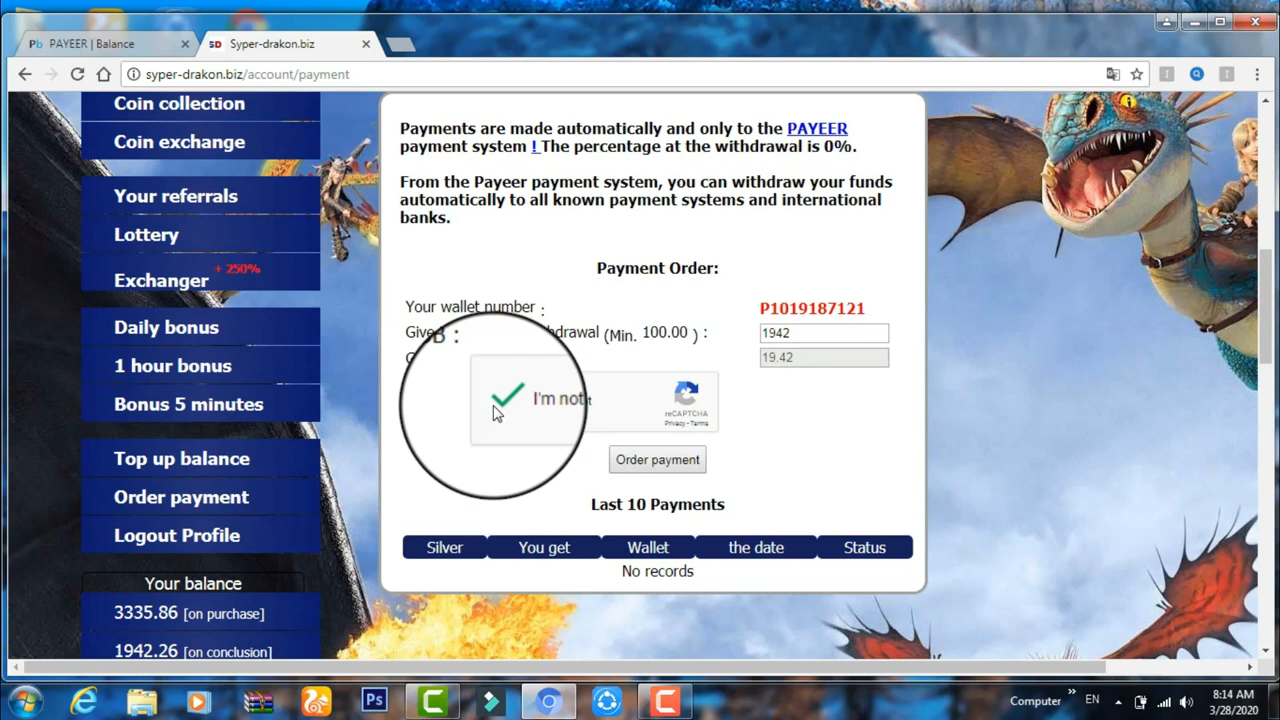 PAYEER | Balance
Syper-drakon.biz
syper-drakon.biz/account/payment
Coin collection
Coin exchange
Your referrals
Lottery
Exchanger + 250%
Daily bonus
1 hour bonus
Bonus 5 minutes
Top up balance
Order payment
Logout Profile
Your balance
3335.86 [on purchase]
1942.26 [on conclusion]
Payments are made automatically and only to the PAYEER
payment system ! The percentage at the withdrawal is 0%.
From the Payeer payment system, you can withdraw your funds
automatically to all known payment systems and international
banks.
Payment Order:
Your wallet number : P1019187121
(Min. 100.00 ) : 1942
19.42
I'm not
reCAPTCHA
Privacy - Terms
Order payment
Last 10 Payments
Silver You get Wallet the date Status
No records
Computer EN 8:14 AM
3/28/2020